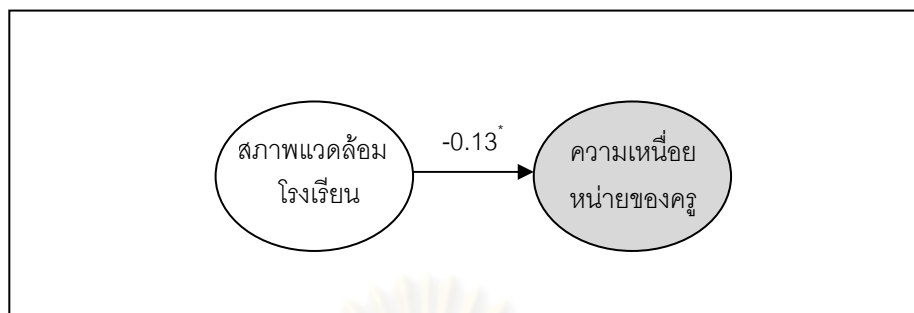 สภาพแวดล้อม
โรงเรียน
-0.13*
ความเหนื่อย
หน่ายของครู